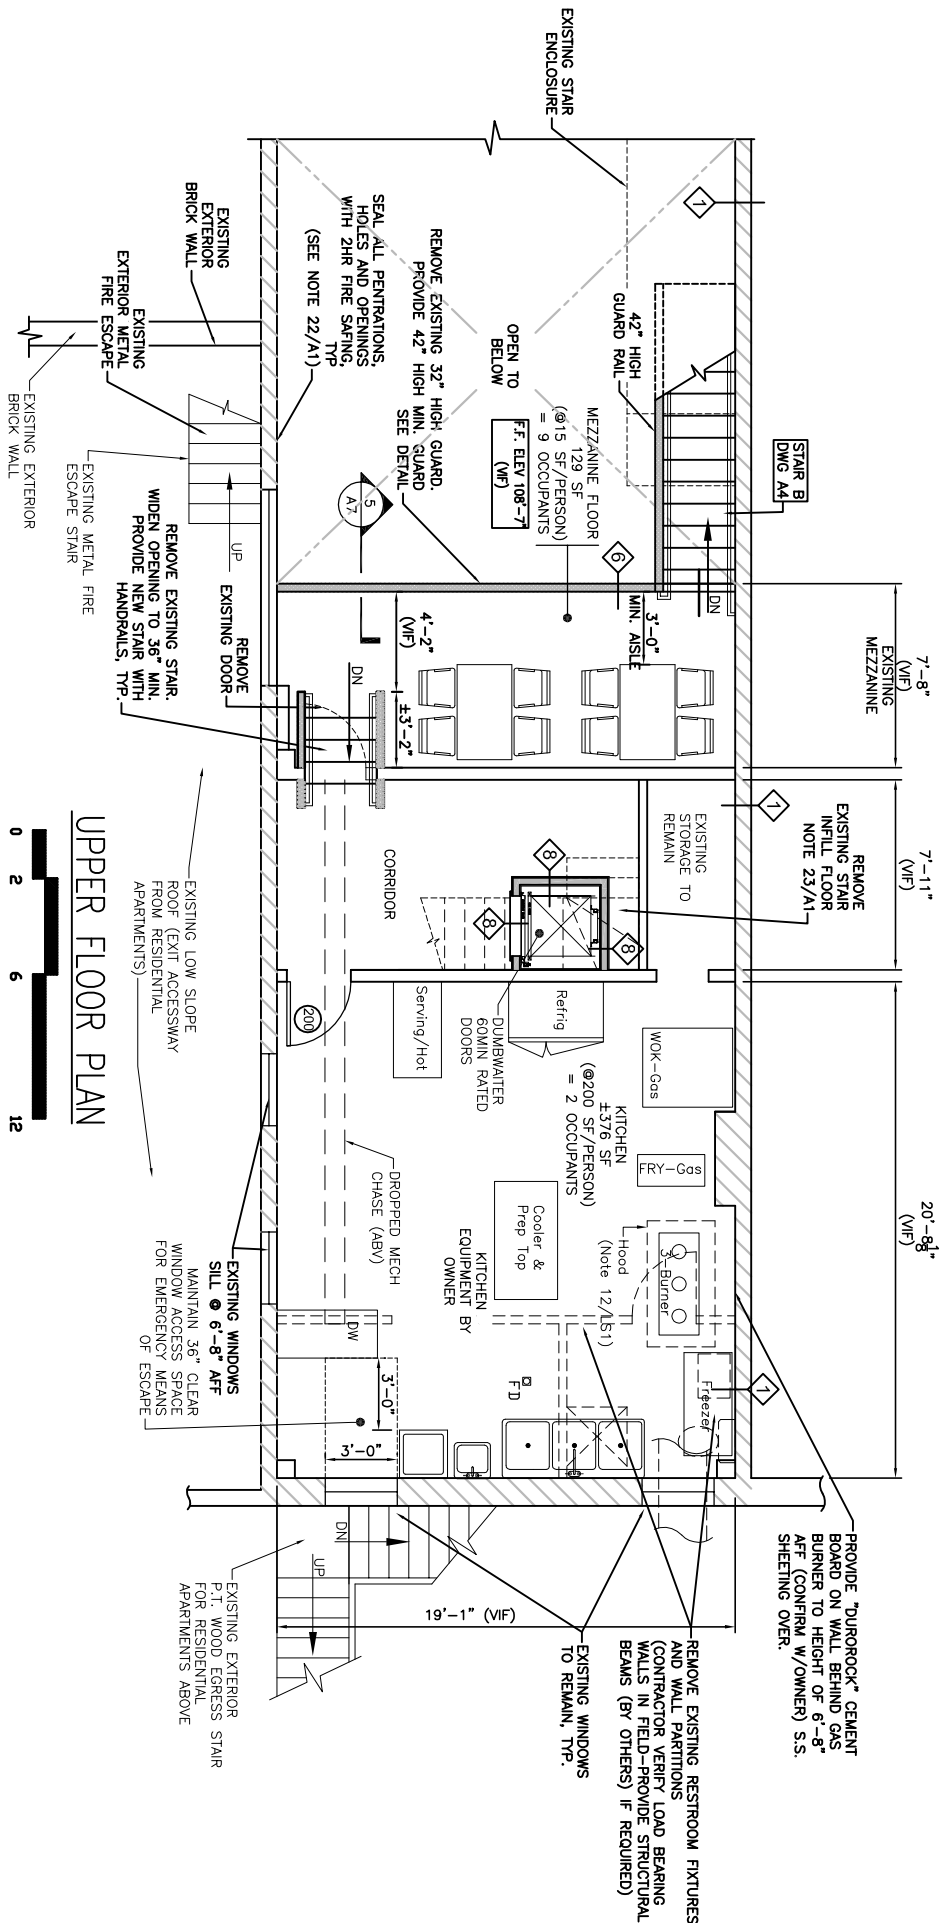 EXISTING STAIR
ENCLOSURE
1
42" HIGH
GUARD RAIL
STAIR B
DWG A4
OPEN TO
BELOW
MEZZANINE FLOOR
129 SF
(@15 SF/PERSON)
= 9 OCCUPANTS
F.F. ELEV 108'-7"
(VIF)
REMOVE EXISTING 32" HIGH GUARD.
PROVIDE 42" HIGH MIN. GUARD
SEE DETAIL
SEAL ALL PENTRATIONS,
HOLES AND OPENINGS
WITH 2HR FIRE SAFING,
TYP
(SEE NOTE 22/A1)
5
A7
6
DN
EXISTING
EXTERIOR
BRICK WALL
EXISTING
EXTERIOR METAL
FIRE ESCAPE
EXISTING EXTERIOR
BRICK WALL
EXISTING METAL FIRE
ESCAPE STAIR
UP
REMOVE
EXISTING DOOR
REMOVE EXISTING STAIR.
WIDEN OPENING TO 36" MIN.
PROVIDE NEW STAIR WITH
HANDRAILS, TYP.
7'-8"
(VIF)
EXISTING
MEZZANINE
3'-0"
MIN. AISLE
4'-2"
(VIF)
±3'-2"
DN
7'-11"
(VIF)
REMOVE
EXISTING STAIR
INFILL FLOOR
NOTE 23/A1
1
EXISTING
STORAGE TO
REMAIN
8
8
8
CORRIDOR
DUMBWAITER
60MIN RATED
DOORS
200
Serving/Hot
Refrig
WOK-Gas
FRY-Gas
KITCHEN
±376 SF
(@200 SF/PERSON)
= 2 OCCUPANTS
20'-8 1/8"
(VIF)
Hood
(Note 12/LS1)
3-Burner
Cooler &
Prep Top
KITCHEN
EQUIPMENT BY
OWNER
DROPPED MECH
CHASE (ABV)
DW
FD
Freezer
1
3'-0"
3'-0"
EXISTING WINDOWS
SILL @ 6'-8" AFF
MAINTAIN 36" CLEAR
WINDOW ACCESS SPACE
FOR EMERGENCY MEANS
OF ESCAPE
EXISTING LOW SLOPE
ROOF (EXIT ACCESSWAY
FROM RESIDENTIAL
APARTMENTS)
PROVIDE "DUROROCK" CEMENT
BOARD ON WALL BEHIND GAS
BURNER TO HEIGHT OF 6'-8"
AFF (CONFIRM W/OWNER) S.S.
SHEETING OVER.
REMOVE EXISTING RESTROOM FIXTURES
AND WALL PARTITIONS
(CONTRACTOR VERIFY LOAD BEARING
WALLS IN FIELD-PROVIDE STRUCTURAL
BEAMS (BY OTHERS) IF REQUIRED)
EXISTING WINDOWS
TO REMAIN, TYP.
19'-1" (VIF)
DN
UP
EXISTING EXTERIOR
P.T. WOOD EGRESS STAIR
FOR RESIDENTIAL
APARTMENTS ABOVE
UPPER FLOOR PLAN
0 2 6 12